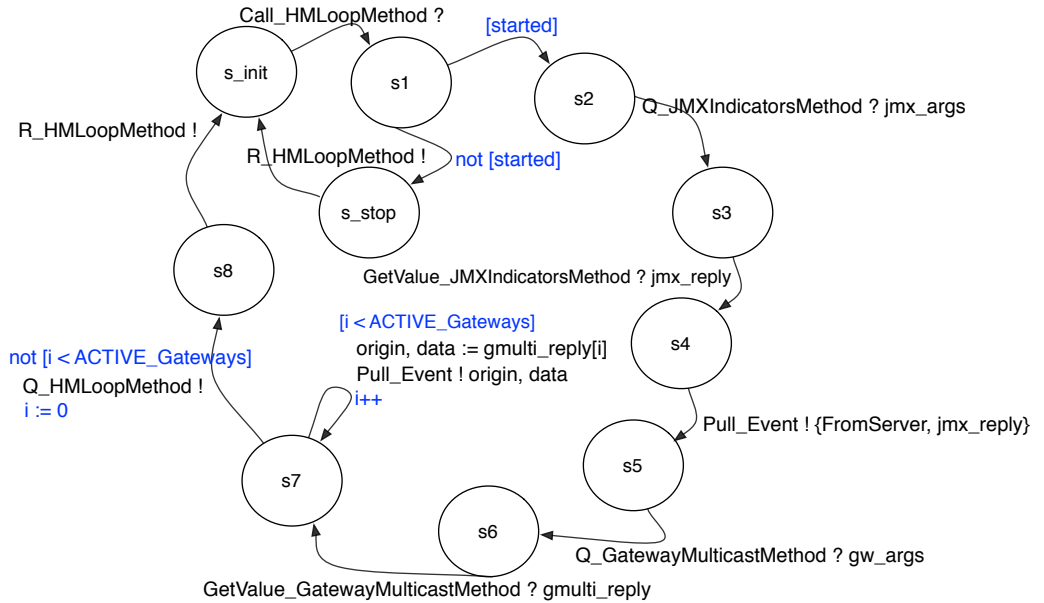 Call_HMLoopMethod ?
[started]
s_init
s1
s2
Q_JMXIndicatorsMethod ? jmx_args
R_HMLoopMethod !
R_HMLoopMethod !
not [started]
s_stop
s3
s8
GetValue_JMXIndicatorsMethod ? jmx_reply
[i < ACTIVE_Gateways]
origin, data := gmulti_reply[i]
Pull_Event ! origin, data
i++
s4
not [i < ACTIVE_Gateways]
Q_HMLoopMethod !
i := 0
Pull_Event ! {FromServer, jmx_reply}
s5
s7
s6
Q_GatewayMulticastMethod ? gw_args
GetValue_GatewayMulticastMethod ? gmulti_reply